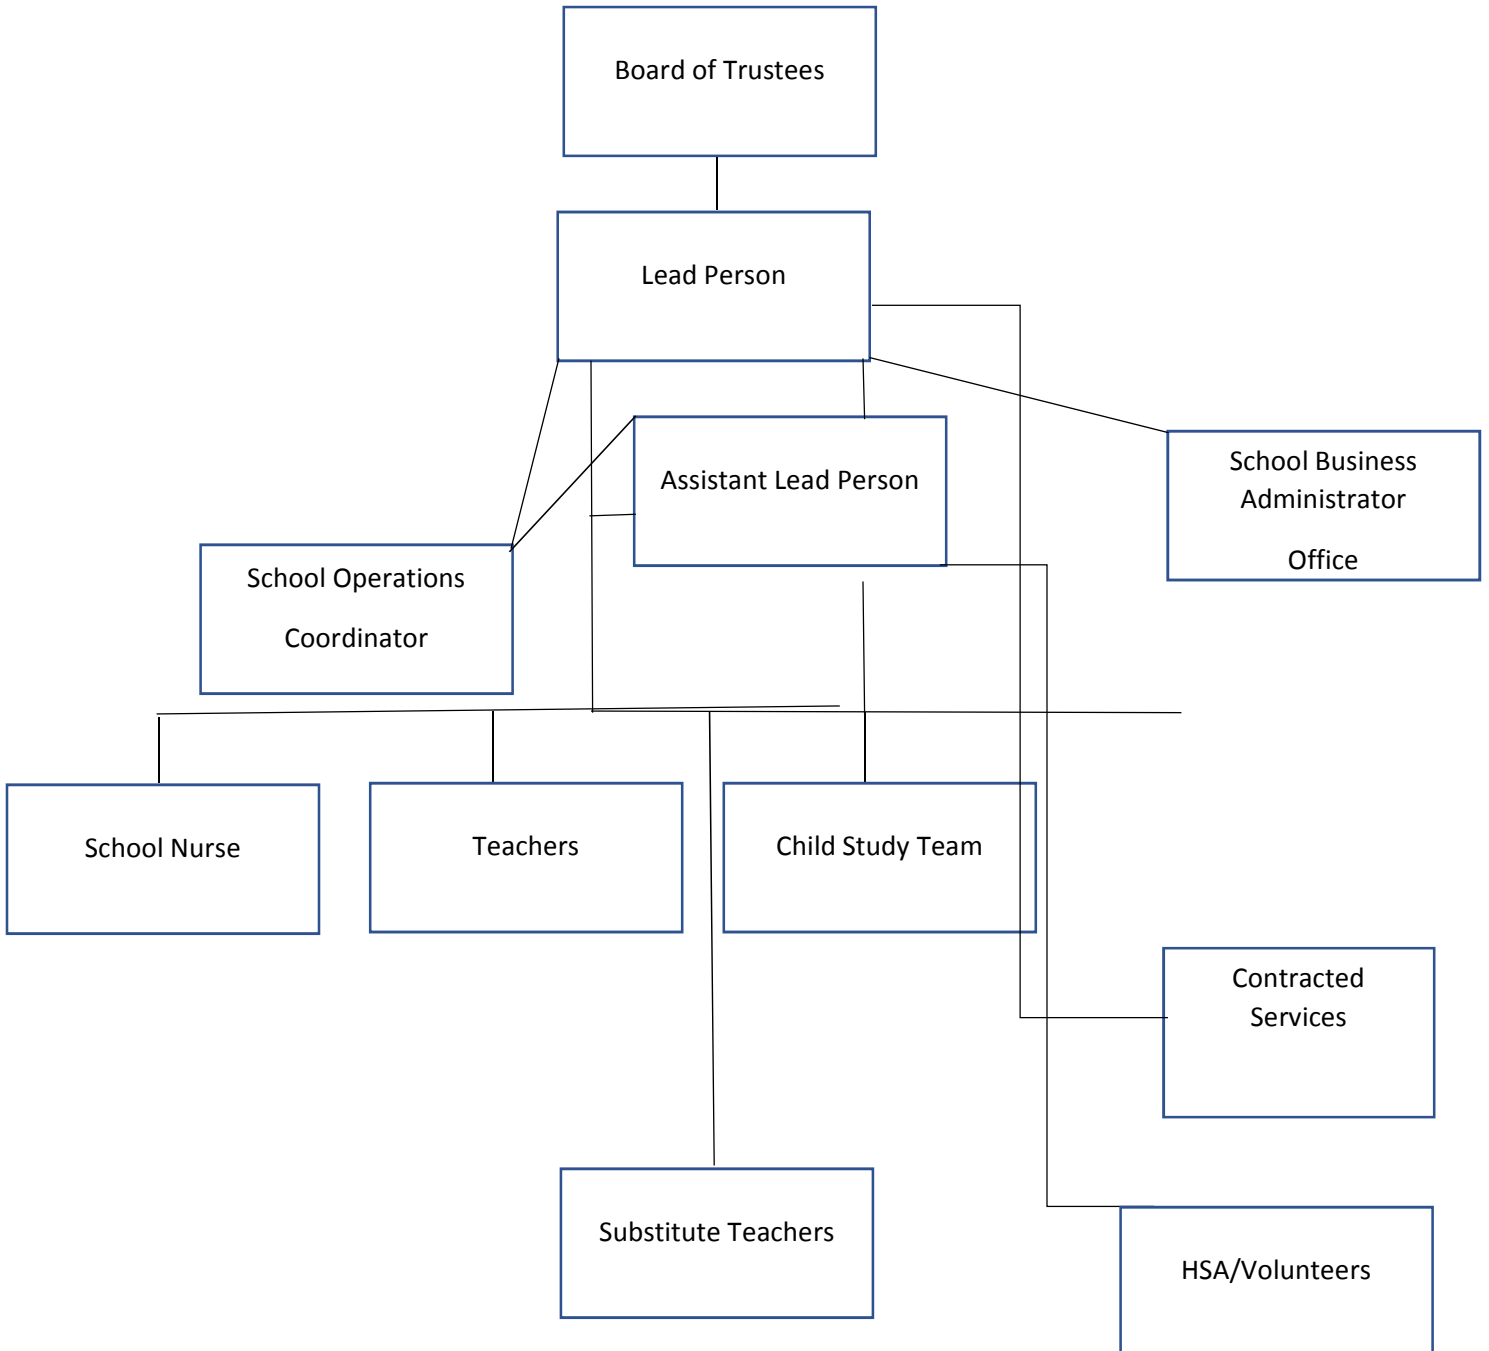 Board of Trustees
Lead Person
Assistant Lead Person
School Business
Administrator
Office
School Operations
Coordinator
School Nurse
Teachers
Child Study Team
Contracted
Services
Substitute Teachers
HSA/Volunteers